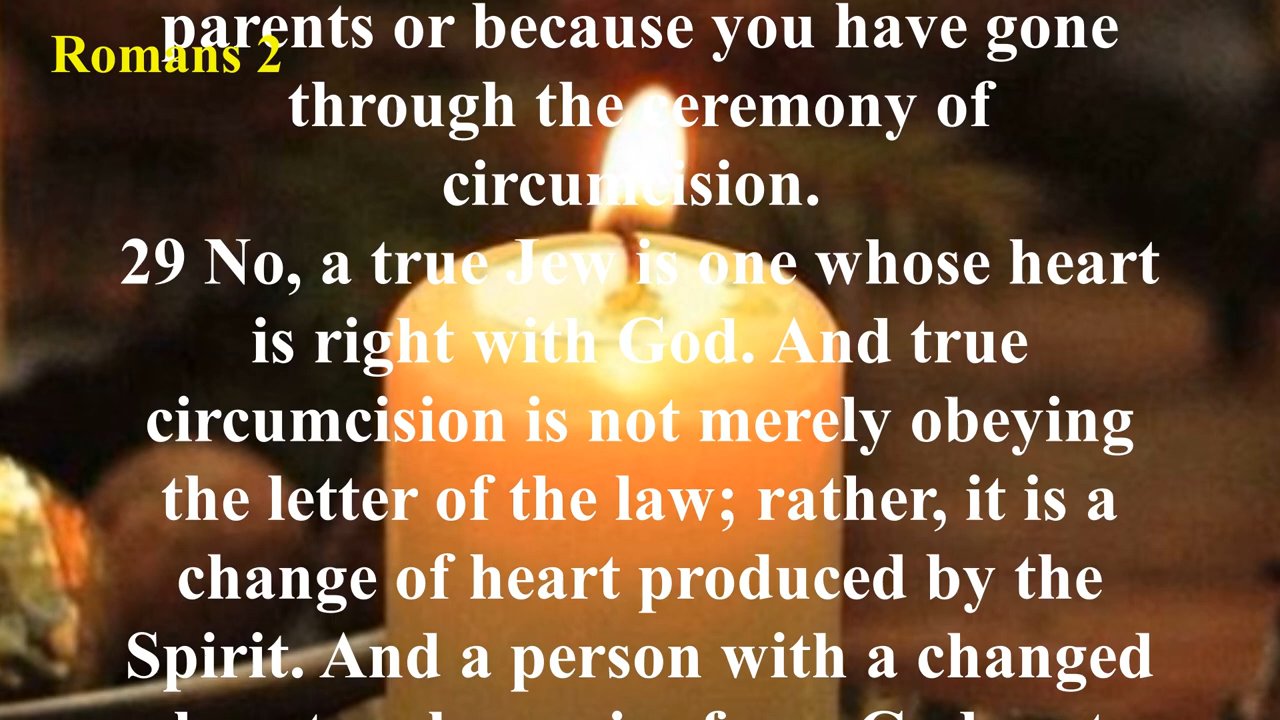 Romans 2
parents or because you have gone
through the ceremony of
circumcision.
29 No, a true Jew is one whose heart
is right with God. And true
circumcision is not merely obeying
the letter of the law; rather, it is a
change of heart produced by the
Spirit. And a person with a changed